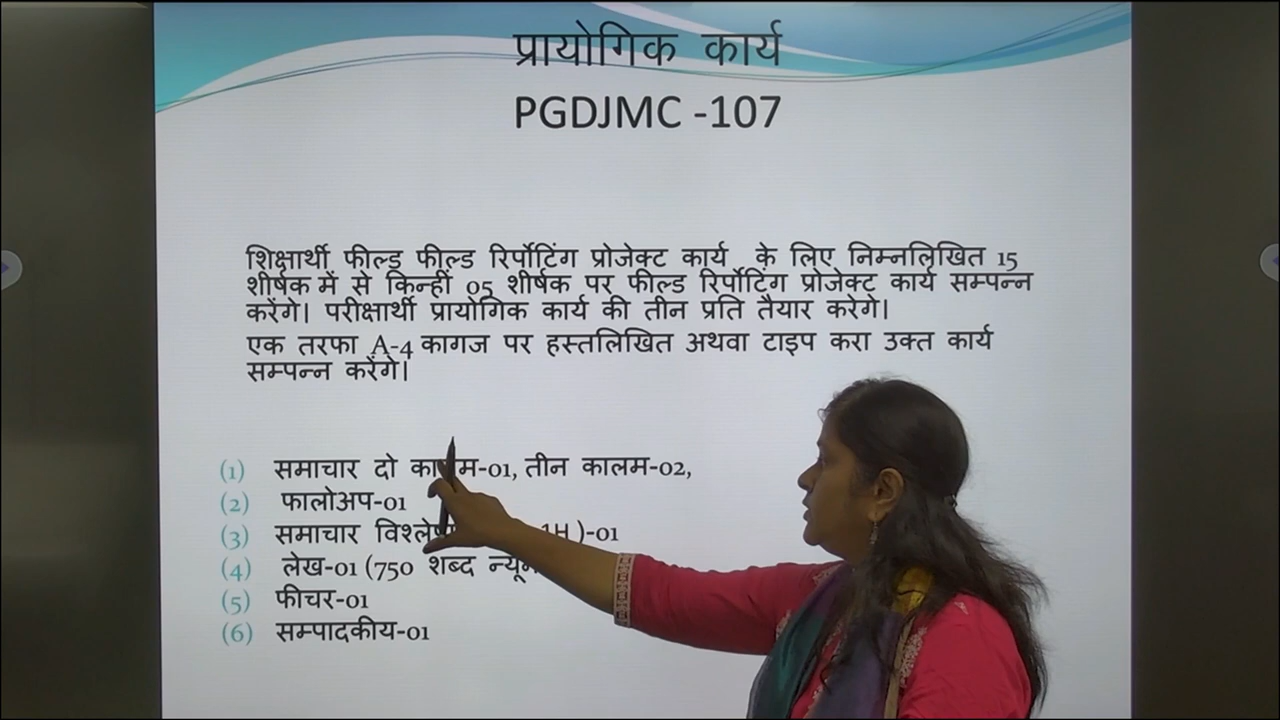 प्रायोगिक कार्य
PGDJMC -107
शिक्षार्थी फील्ड फील्ड रिर्पोटिंग प्रोजेक्ट कार्य के लिए निम्नलिखित 15
शीर्षक में से किन्हीं 05 शीर्षक पर फील्ड रिर्पोटिंग प्रोजेक्ट कार्य सम्पन्न
करेंगे। परीक्षार्थी प्रायोगिक कार्य की तीन प्रति तैयार करेगे।
एक तरफा A-4 कागज पर हस्तलिखित अथवा टाइप करा उक्त कार्य
सम्पन्न करेंगे।
(1) समाचार दो कालम-01, तीन कालम-02,
(2) फालोअप-01
(3) समाचार 1H )-01
(4) लेख-01 (750 शब्द
(5) फीचर-01
(6) सम्पादकीय-01